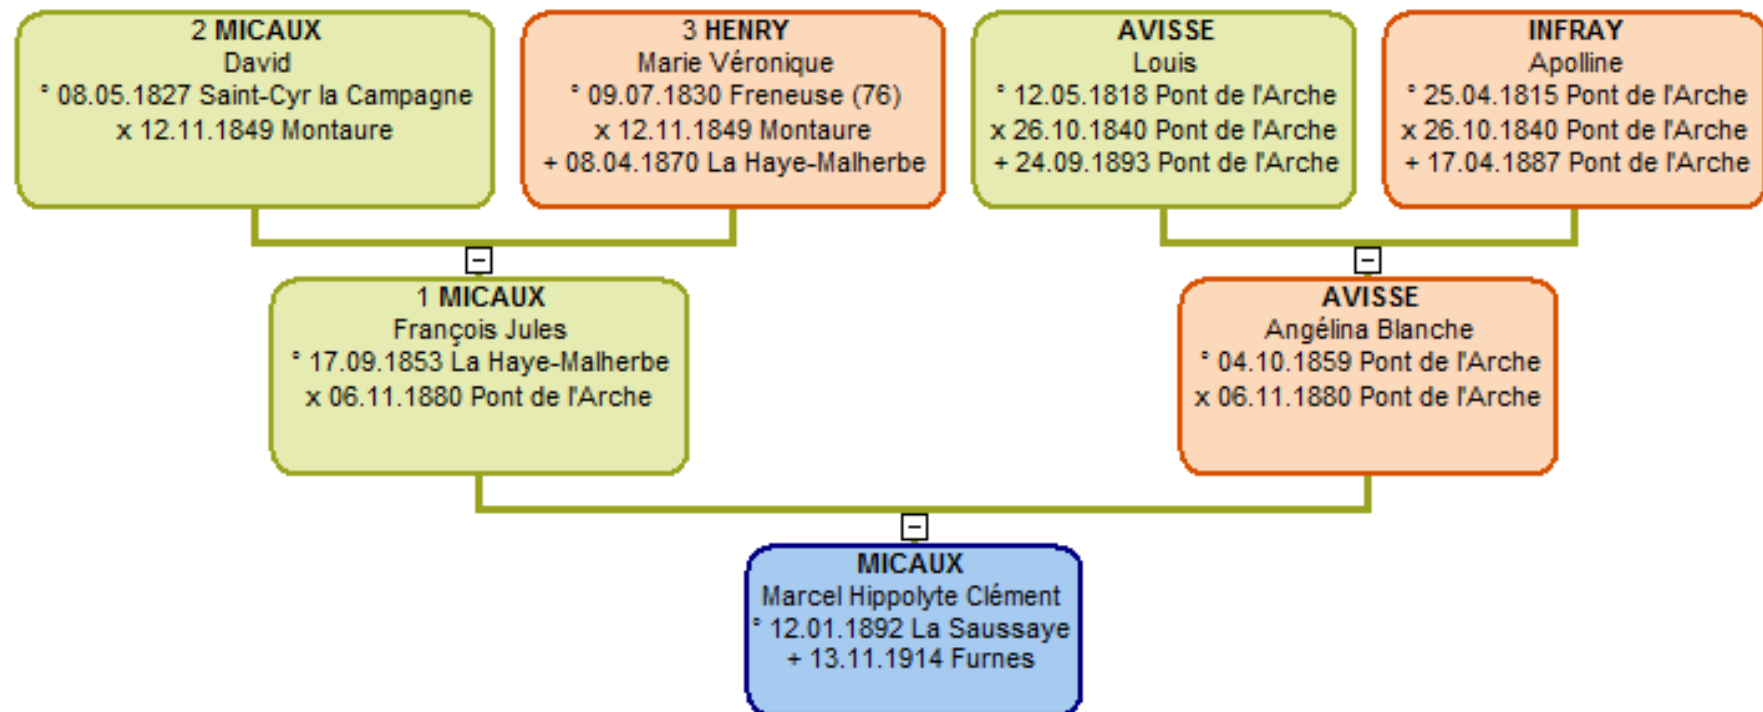 2 MICAUX
David
° 08.05.1827 Saint-Cyr la Campagne
x 12.11.1849 Montaure
3 HENRY
Marie Véronique
° 09.07.1830 Freneuse (76)
x 12.11.1849 Montaure
+ 08.04.1870 La Haye-Malherbe
AVISSE
Louis
° 12.05.1818 Pont de l'Arche
x 26.10.1840 Pont de l'Arche
+ 24.09.1893 Pont de l'Arche
INFRAY
Apolline
° 25.04.1815 Pont de l'Arche
x 26.10.1840 Pont de l'Arche
+ 17.04.1887 Pont de l'Arche
1 MICAUX
François Jules
° 17.09.1853 La Haye-Malherbe
x 06.11.1880 Pont de l'Arche
AVISSE
Angélina Blanche
° 04.10.1859 Pont de l'Arche
x 06.11.1880 Pont de l'Arche
MICAUX
Marcel Hippolyte Clément
° 12.01.1892 La Saussaye
+ 13.11.1914 Furnes